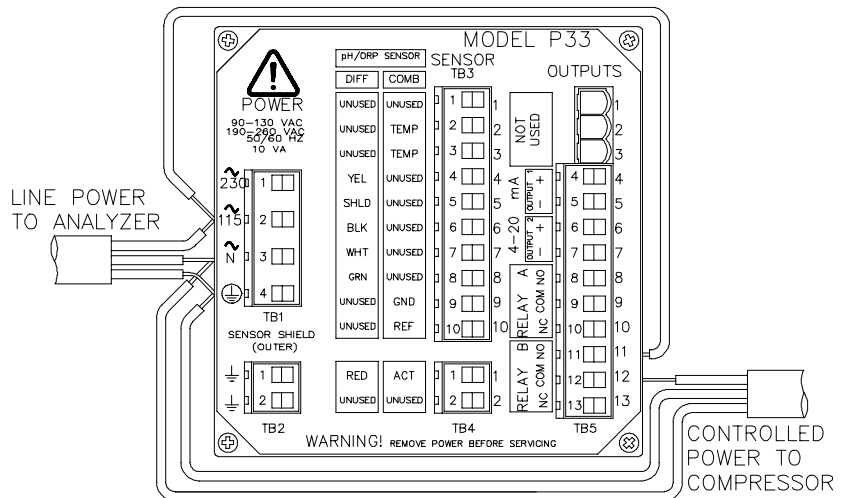 MODEL P33
POWER
90-130 VAC
190-260 VAC
50/60 HZ
10 VA
230 1
115 2
N 3
4
TB1
SENSOR SHIELD
(OUTER)
1
2
TB2
pH/ORP SENSOR
DIFF COMB
UNUSED UNUSED
UNUSED TEMP
UNUSED TEMP
YEL UNUSED
SHLD UNUSED
BLK UNUSED
WHT UNUSED
GRN UNUSED
UNUSED GND
UNUSED REF
RED ACT
UNUSED UNUSED
SENSOR
TB3
1 1
2 2
3 3
4 4
5 5
6 6
7 7
8 8
9 9
10 10
1 1
2 2
TB4
OUTPUTS
NOT
USED
4-20 mA
OUTPUT 1
- +
OUTPUT 2
- +
RELAY A
NC COM NO
RELAY B
NC COM NO
1
2
3
4 4
5 5
6 6
7 7
8 8
9 9
10 10
11 11
12 12
13 13
TB5
WARNING! REMOVE POWER BEFORE SERVICING
LINE POWER
TO ANALYZER
CONTROLLED
POWER TO
COMPRESSOR